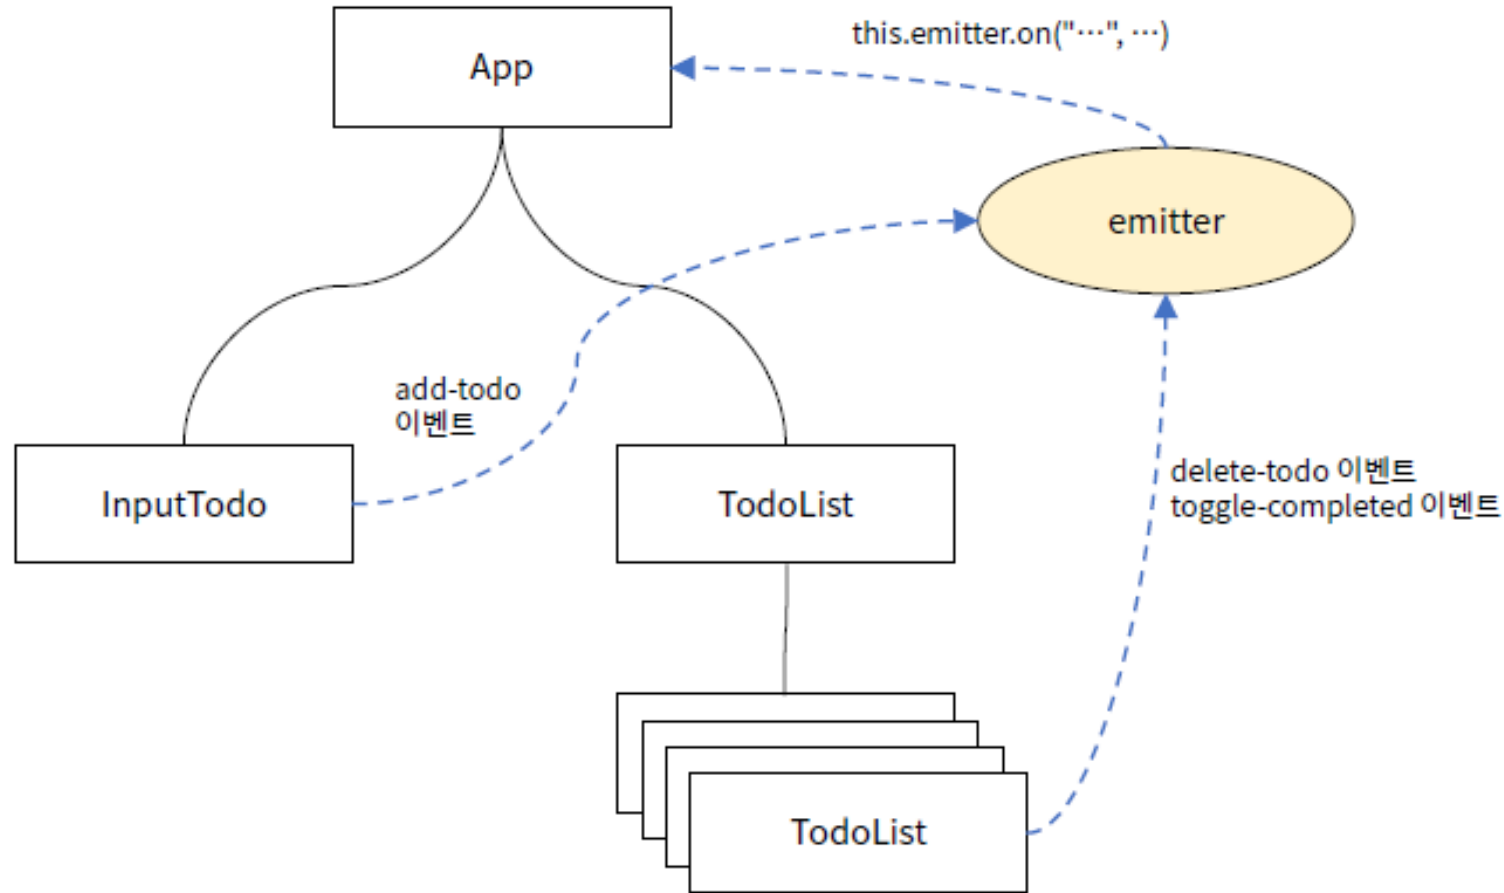 this.emitter.on("⋯", ⋯)
App
emitter
add-todo
이벤트
InputTodo
TodoList
delete-todo 이벤트
toggle-completed 이벤트
TodoList